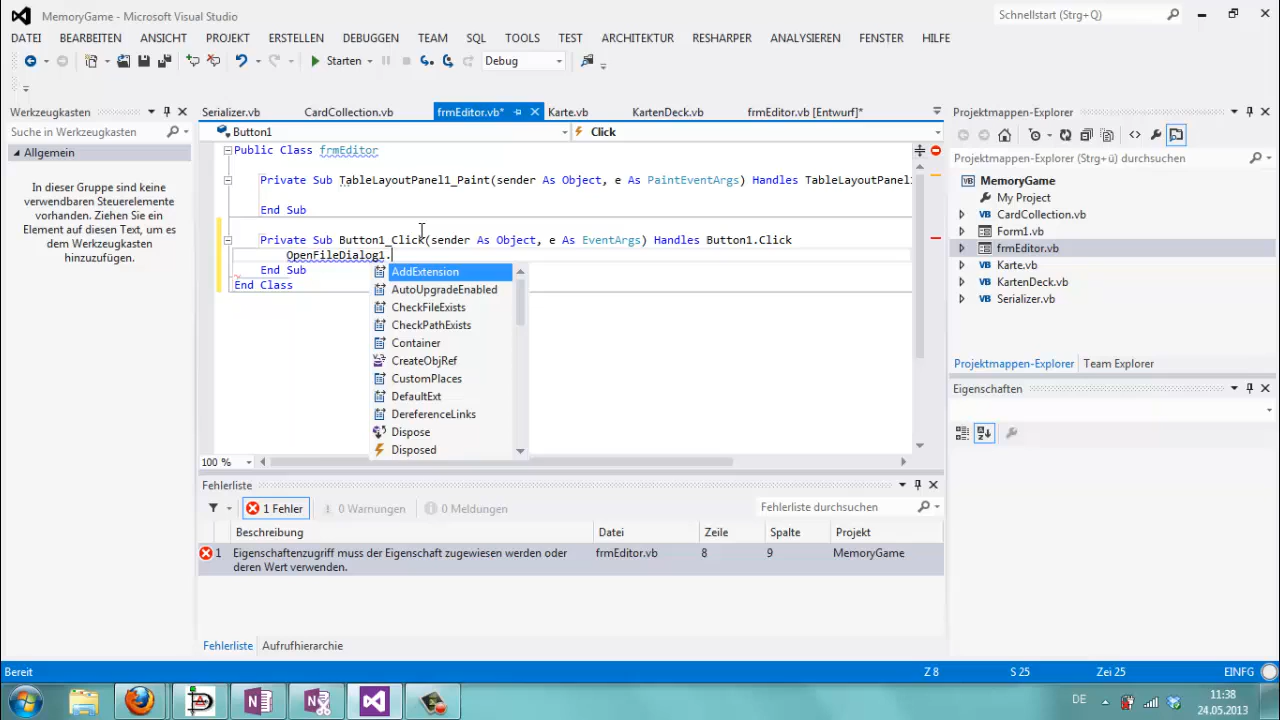 MemoryGame - Microsoft Visual Studio
Schnellstart (Strg+Q)
DATEI BEARBEITEN ANSICHT PROJEKT ERSTELLEN DEBUGGEN TEAM SQL TOOLS TEST ARCHITEKTUR RESHARPER ANALYSIEREN FENSTER HILFE
Starten Debug
Werkzeugkasten
Suche in Werkzeugkasten
Allgemein
In dieser Gruppe sind keine
verwendbaren Steuerelemente
vorhanden. Ziehen Sie ein
Element auf diesen Text, um es
dem Werkzeugkasten
hinzuzufügen.
Serializer.vb CardCollection.vb frmEditor.vb* Karte.vb KartenDeck.vb frmEditor.vb [Entwurf]*
Button1 Click
Public Class frmEditor
Private Sub TableLayoutPanel1_Paint(sender As Object, e As PaintEventArgs) Handles TableLayoutPanel1
End Sub
Private Sub Button1_Click(sender As Object, e As EventArgs) Handles Button1.Click
OpenFileDialog1.
End Sub
End Class
AddExtension
AutoUpgradeEnabled
CheckFileExists
CheckPathExists
Container
CreateObjRef
CustomPlaces
DefaultExt
DereferenceLinks
Dispose
Disposed
100 %
Projektmappen-Explorer
Projektmappen-Explorer (Strg+ü) durchsuchen
MemoryGame
My Project
CardCollection.vb
Form1.vb
frmEditor.vb
Karte.vb
KartenDeck.vb
Serializer.vb
Projektmappen-Explorer Team Explorer
Eigenschaften
Fehlerliste
1 Fehler 0 Warnungen 0 Meldungen
Fehlerliste durchsuchen
Beschreibung Datei Zeile Spalte Projekt
1 Eigenschaftenzugriff muss der Eigenschaft zugewiesen werden oder deren Wert verwenden. frmEditor.vb 8 9 MemoryGame
Fehlerliste Aufrufhierarchie
Bereit Z 8 S 25 Zei 25 EINFG
DE
11:38
24.05.2013